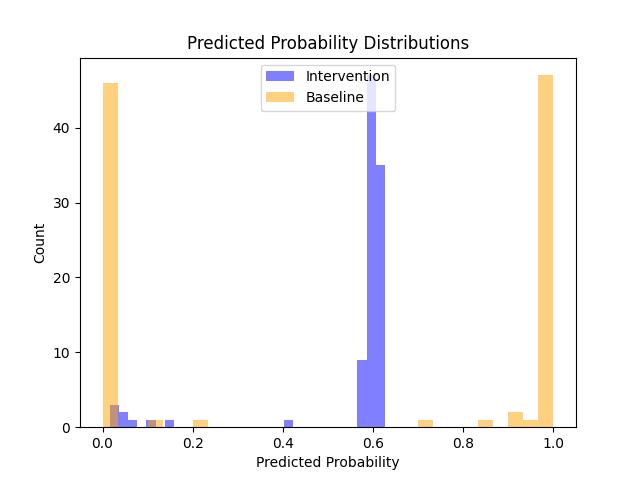 Predicted Probability Distributions
Intervention
Baseline
Count
40
30
20
10
0
0.0 0.2 0.4 0.6 0.8 1.0
Predicted Probability